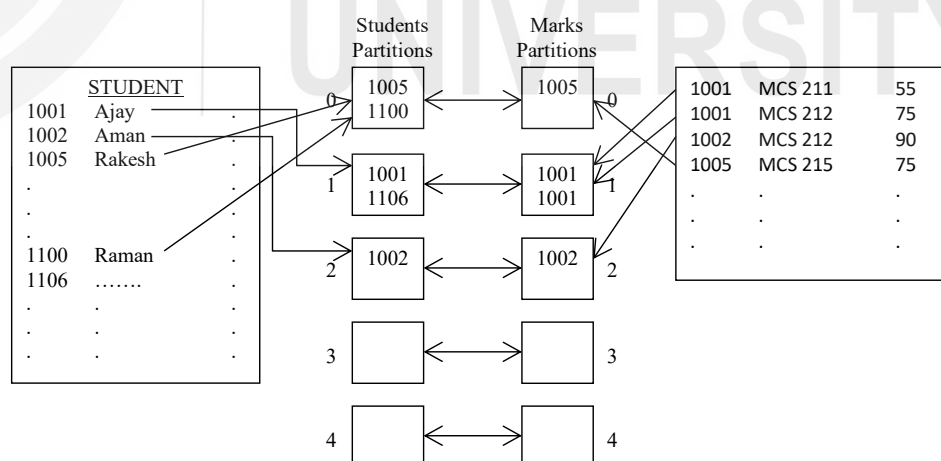 UNIVERSITY
Students
Partitions
Marks
Partitions
STUDENT
1001 Ajay .
1002 Aman .
1005 Rakesh .
. .
. .
. .
1100 Raman .
1106 ....... .
. . .
. . .
. . .
0
1005
1100
1005
0
1
1001
1106
1001
1001
1
2
1002
1002
2
3
3
4
4
1001 MCS 211 55
1001 MCS 212 75
1002 MCS 212 90
1005 MCS 215 75
. . .
. . .
. . .